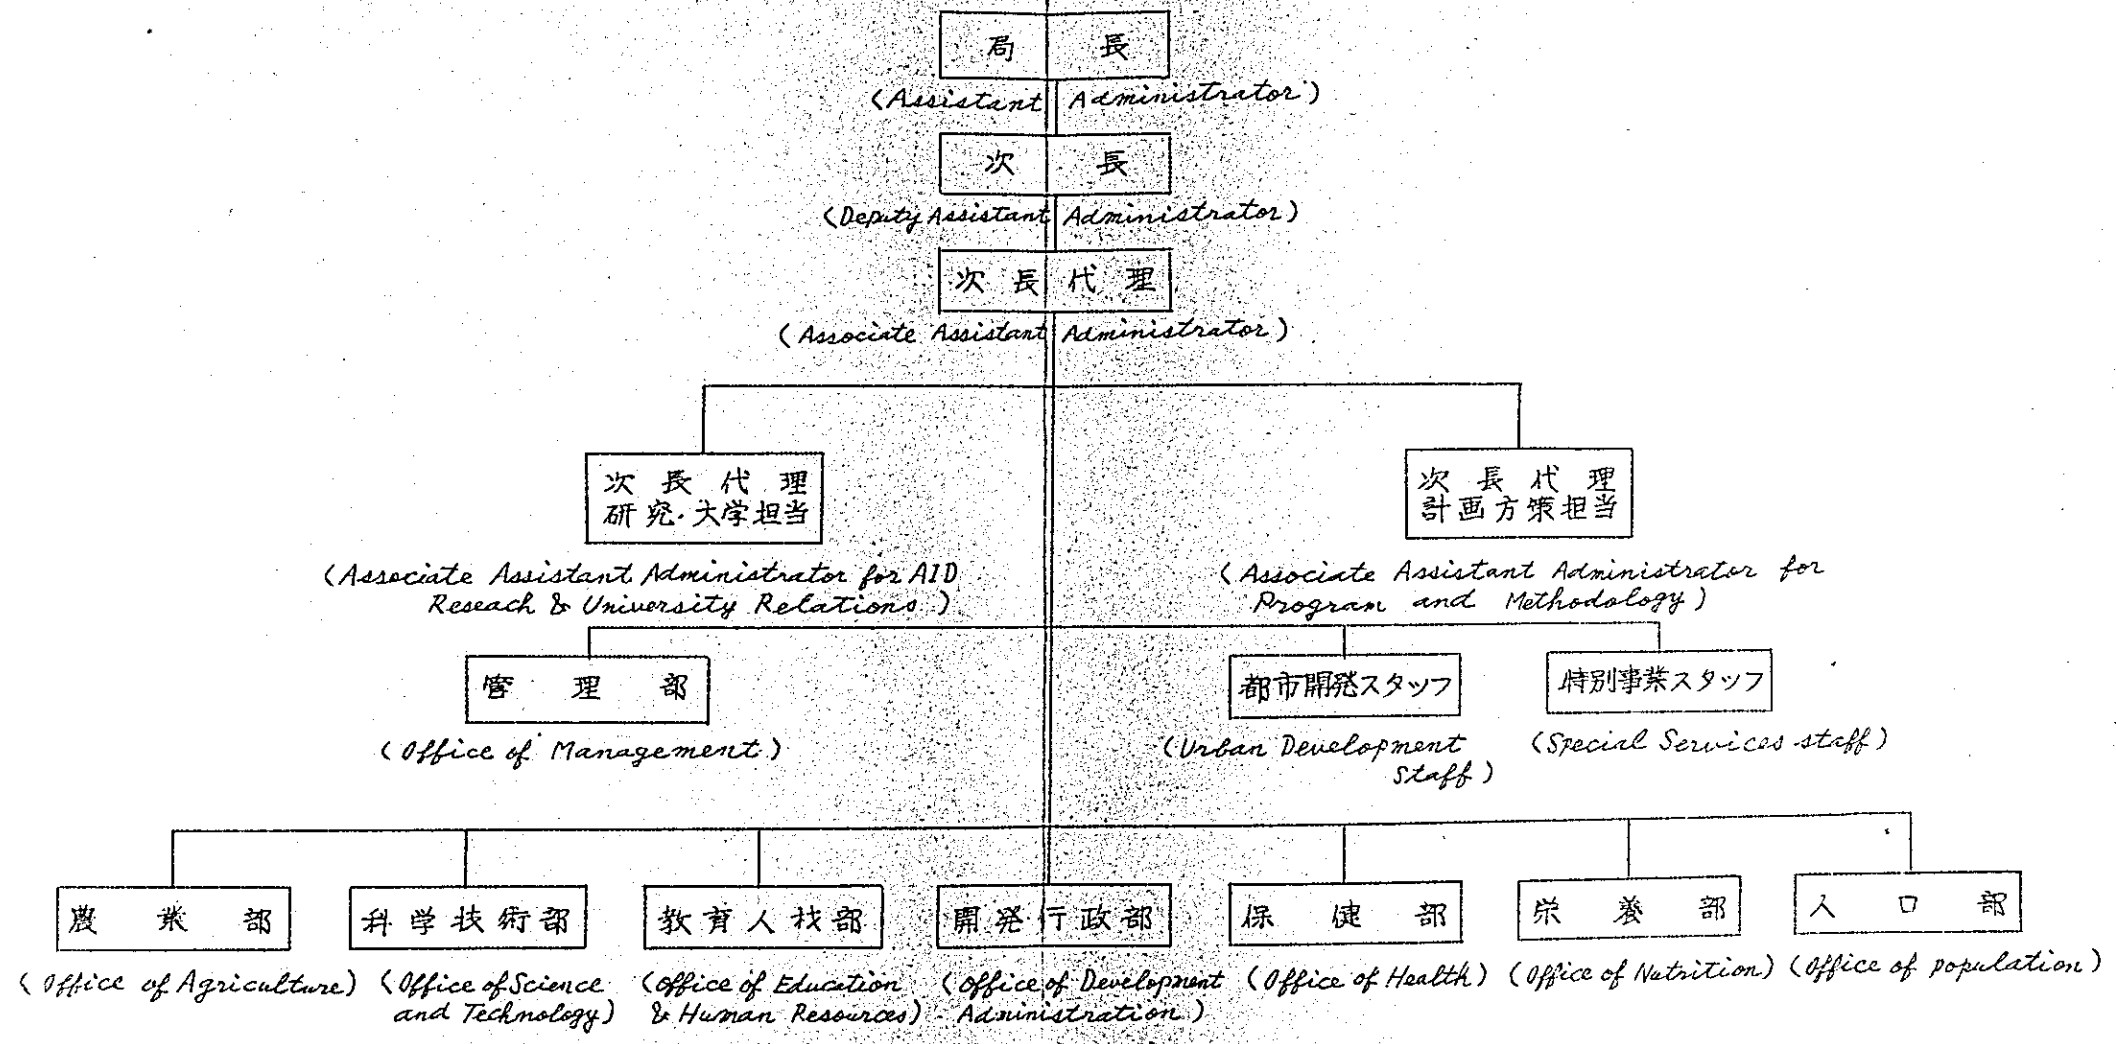 局長
(Assistant Administrator)
次長
(Deputy Assistant Administrator)
次長代理
(Associate Assistant Administrator)
次長代理
研究・大学担当
(Associate Assistant Administrator for AID
Reseach & University Relations)
次長代理
計画方策担当
(Associate Assistant Administrator for
Program and Methodology)
管理部
(Office of Management)
都市開発スタッフ
(Urban Development
Staff)
特別事業スタッフ
(Special Services staff)
農業部
(Office of Agriculture)
科学技術部
(Office of Science
and Technology)
教育人材部
(Office of Education
& Human Resources)
開発行政部
(Office of Development
Administration)
保健部
(Office of Health)
栄養部
(Office of Nutrition)
人口部
(Office of population)